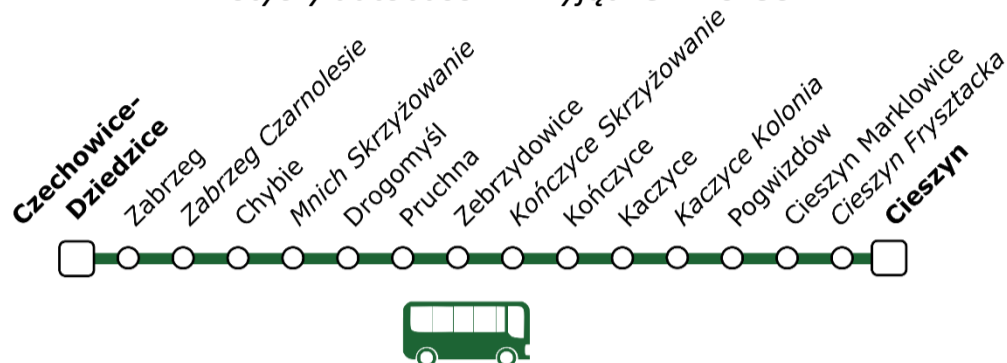 Czechowice-
Dziedzice
Zabrzeg
Zabrzeg Czarnolesie
Chybie
Mnich Skrzyżowanie
Drogomyśl
Pruchna
Zebrzydowice
Kończyce Skrzyżowanie
Kończyce
Kaczyce
Kaczyce Kolonia
Pogwizdów
Cieszyn Marklowice
Cieszyn Frysztacka
Cieszyn